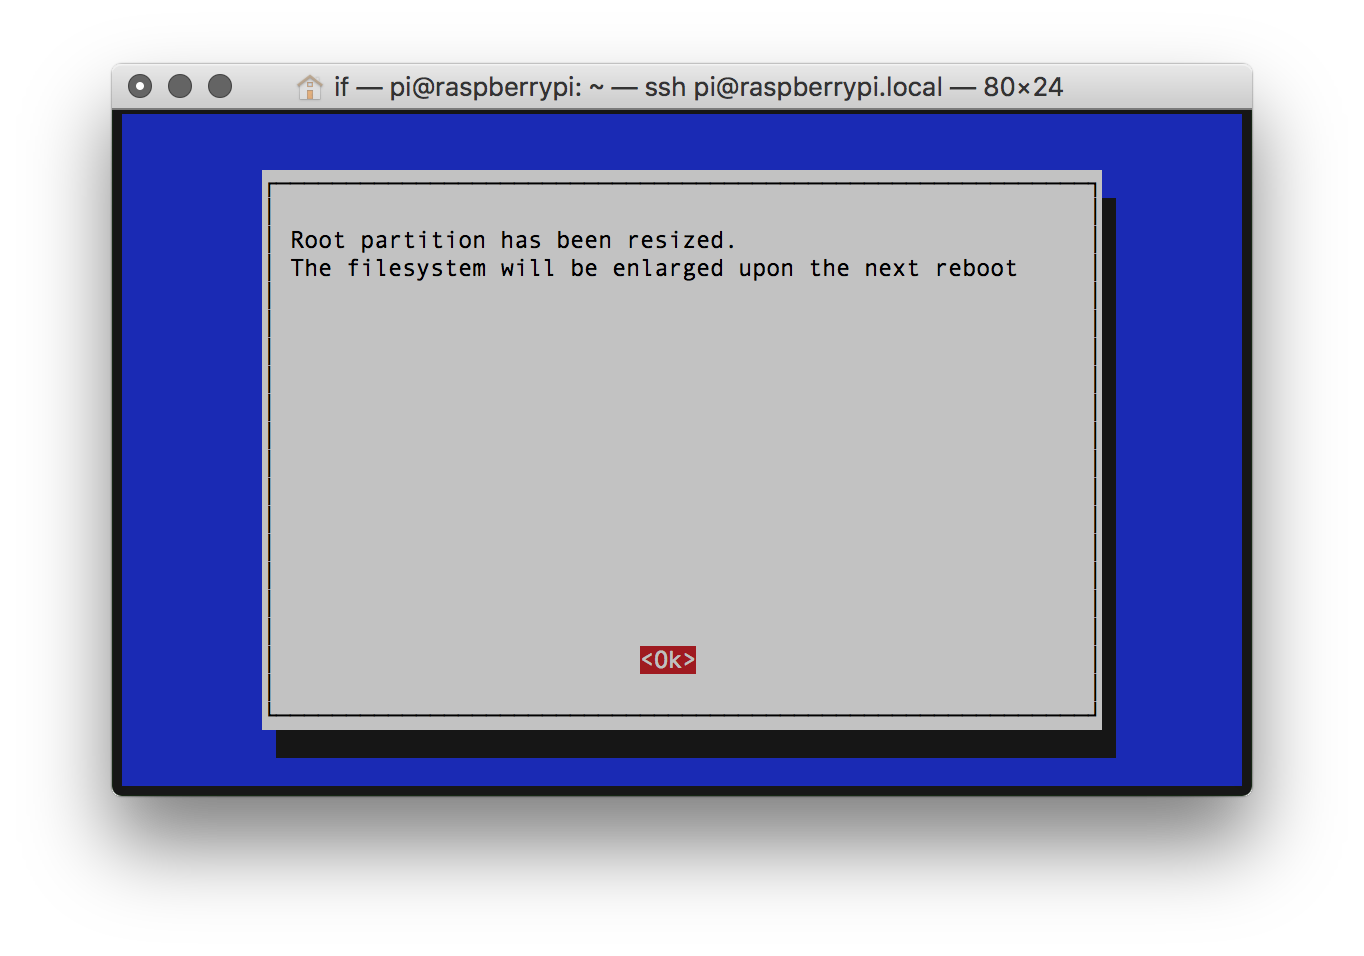 if — pi@raspberrypi: ~ — ssh pi@raspberrypi.local — 80×24
Root partition has been resized.
The filesystem will be enlarged upon the next reboot
<Ok>